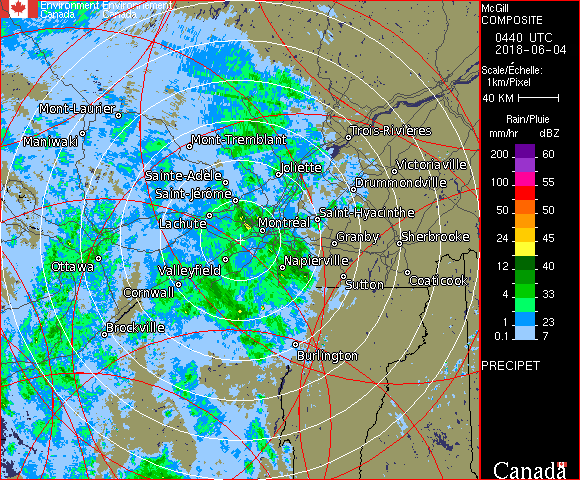 Environment Environnement
Canada Canada
McGill
COMPOSITE
0440 UTC
2018-06-04
Scale/Échelle:
1km/Pixel
40 KM
Rain/Pluie
mm/hr dBZ
200 60
100 55
50 50
24 45
12 40
4 33
1 23
0.1 7
PRECIPET
Canada
Mont-Laurier
Maniwaki
Mont-Tremblant
Trois-Rivières
Joliette
Victoriaville
Sainte-Adèle
Drummondville
Saint-Jérôme
Lachute
Saint-Hyacinthe
Montréal
Granby
Sherbrooke
Ottawa
Valleyfield
Napierville
Cornwall
Sutton
Coaticook
Brockville
Burlington